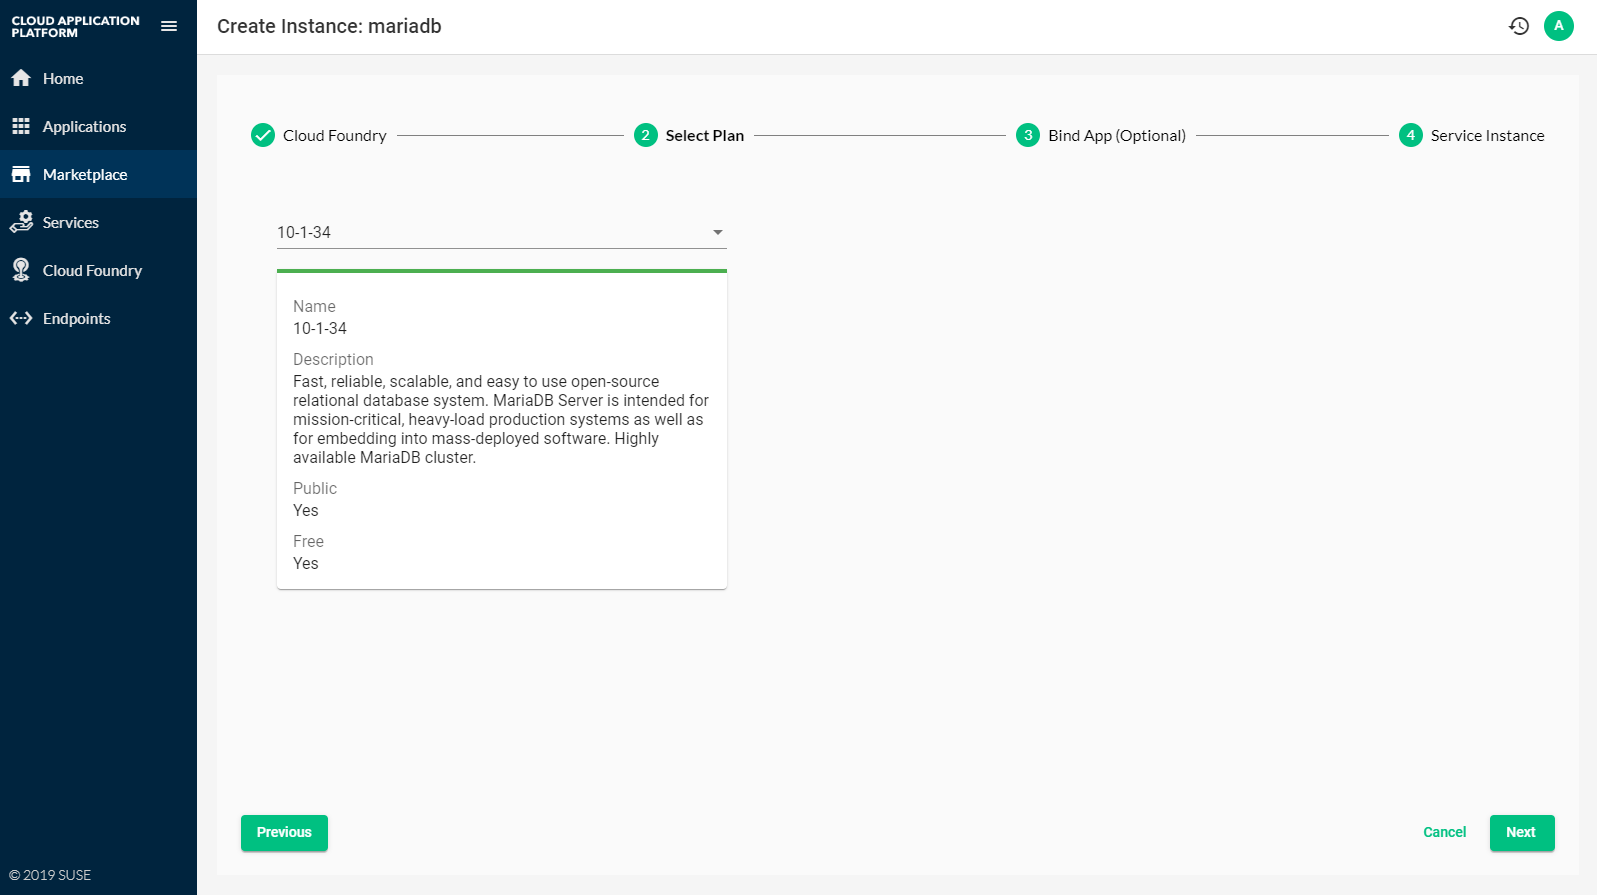 CLOUD APPLICATION
PLATFORM
Create Instance: mariadb
A
Home
Applications
Marketplace
Services
Cloud Foundry
Endpoints
Cloud Foundry
2 Select Plan
3 Bind App (Optional)
4 Service Instance
10-1-34
Name
10-1-34
Description
Fast, reliable, scalable, and easy to use open-source
relational database system. MariaDB Server is intended for
mission-critical, heavy-load production systems as well as
for embedding into mass-deployed software. Highly
available MariaDB cluster.
Public
Yes
Free
Yes
Previous
Cancel
Next
© 2019 SUSE